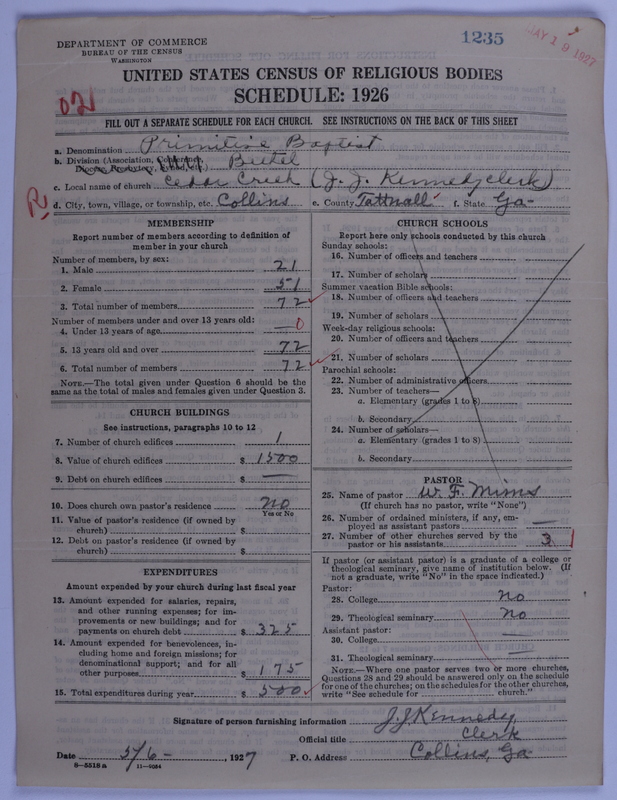 DEPARTMENT OF COMMERCE
BUREAU OF THE CENSUS
WASHINGTON
1235
MAY 19 1927
UNITED STATES CENSUS OF RELIGIOUS BODIES
SCHEDULE: 1926
021
FILL OUT A SEPARATE SCHEDULE FOR EACH CHURCH. SEE INSTRUCTIONS ON THE BACK OF THIS SHEET
a. Denomination Primitive Baptist
b. Division (Association, Conference, Bethel
Diocese, Presbytery,
c. Local name of church Cedar Creek (J. J. Kennedy clerk)
R d. City, town, village, or township, etc. Collins e. County Tattnall f. State Ga-
MEMBERSHIP
Report number of members according to definition of
member in your church
Number of members, by sex:
1. Male 21
2. Female 51
3. Total number of members 72
Number of members under and over 13 years old:
4. Under 13 years of age — 0
5. 13 years old and over 72
6. Total number of members 72
NOTE.—The total given under Question 6 should be the
same as the total of males and females given under Question 3.
CHURCH BUILDINGS
See instructions, paragraphs 10 to 12
7. Number of church edifices 1
8. Value of church edifices $ 1500
9. Debt on church edifices $ —
10. Does church own pastor's residence no
Yes or No
11. Value of pastor's residence (if owned by
church) $
12. Debt on pastor's residence (if owned by
church) $
EXPENDITURES
Amount expended by your church during last fiscal year
13. Amount expended for salaries, repairs,
and other running expenses; for im-
provements or new buildings; and for
payments on church debt $ 325
14. Amount expended for benevolences, in-
cluding home and foreign missions; for
denominational support; and for all
other purposes $ 175
15. Total expenditures during year $ 500
CHURCH SCHOOLS
Report here only schools conducted by this church
Sunday schools:
16. Number of officers and teachers
17. Number of scholars
Summer vacation Bible schools:
18. Number of officers and teachers
19. Number of scholars
Week-day religious schools:
20. Number of officers and teachers
21. Number of scholars
Parochial schools:
22. Number of administrative officers
23. Number of teachers—
a. Elementary (grades 1 to 8)
b. Secondary
24. Number of scholars—
a. Elementary (grades 1 to 8)
b. Secondary
PASTOR
25. Name of pastor W. F. Mims
(If church has no pastor, write "None")
26. Number of ordained ministers, if any, em-
ployed as assistant pastors —
27. Number of other churches served by the
pastor or his assistants 3
If pastor (or assistant pastor) is a graduate of a college or
theological seminary, give name of institution below. (If
not a graduate, write "No" in the space indicated.)
Pastor:
28. College no
29. Theological seminary no
Assistant pastor:
30. College —
31. Theological seminary —
NOTE.—Where one pastor serves two or more churches,
Questions 28 and 29 should be answered only on the schedule
for one of the churches; on the schedules for the other churches,
write "See schedule for church."
Signature of person furnishing information J. J Kennedy
Official title Clerk
Date 5/6- , 1927 P. O. Address Collins, Ga
8—5518 a 11—4084